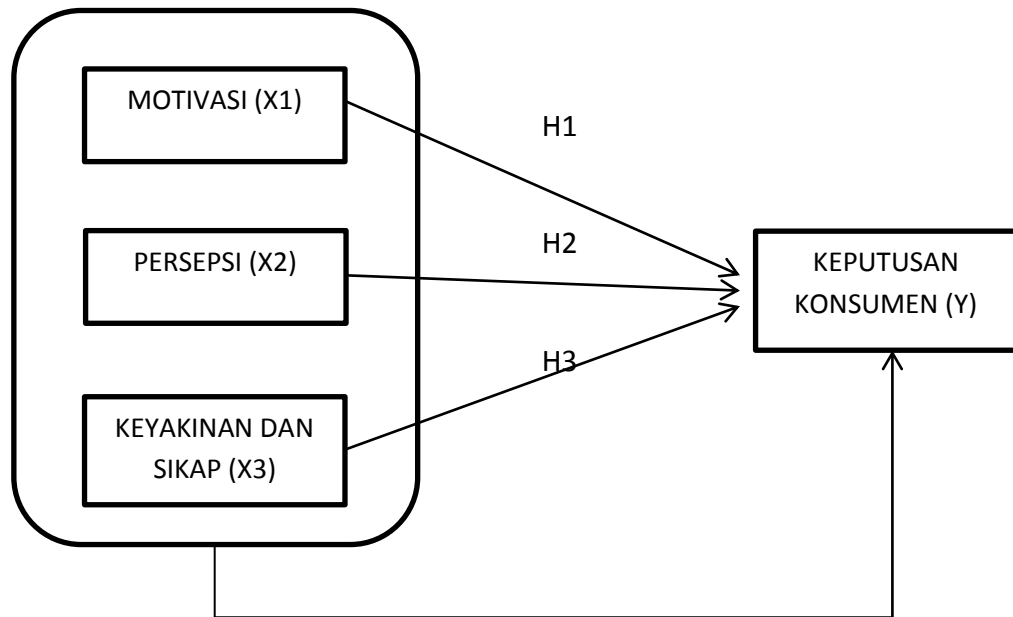 MOTIVASI (X1)
H1
PERSEPSI (X2)
H2
KEPUTUSAN
KONSUMEN (Y)
H3
KEYAKINAN DAN
SIKAP (X3)